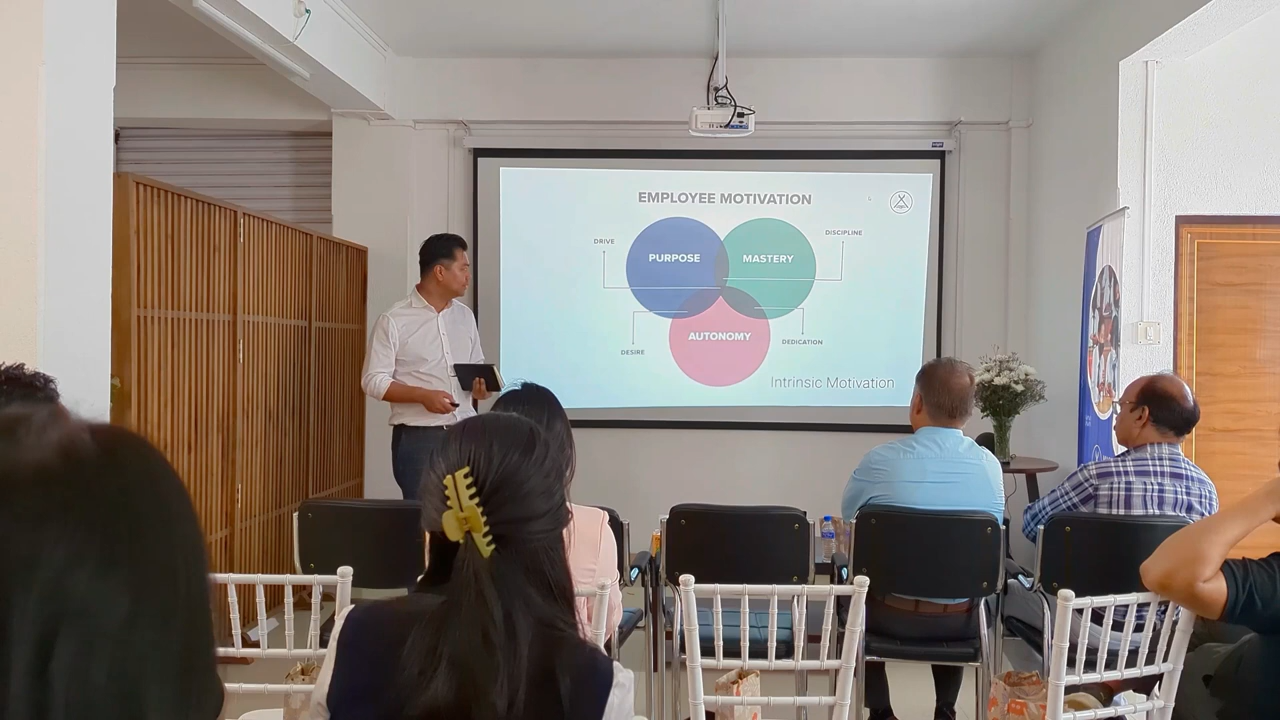 EMPLOYEE MOTIVATION
DRIVE
DISCIPLINE
PURPOSE
MASTERY
AUTONOMY
DESIRE
DEDICATION
Intrinsic Motivation